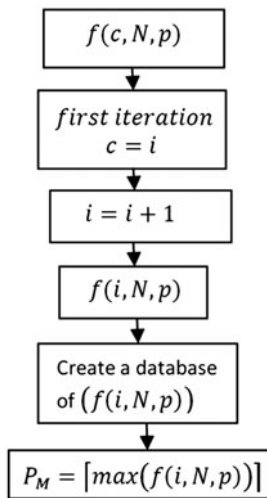 f(c, N, p)
first iteration
c = i
i = i + 1
f(i, N, p)
Create a database
of (f(i, N, p))
P_M = ⌈max(f(i, N, p))⌉